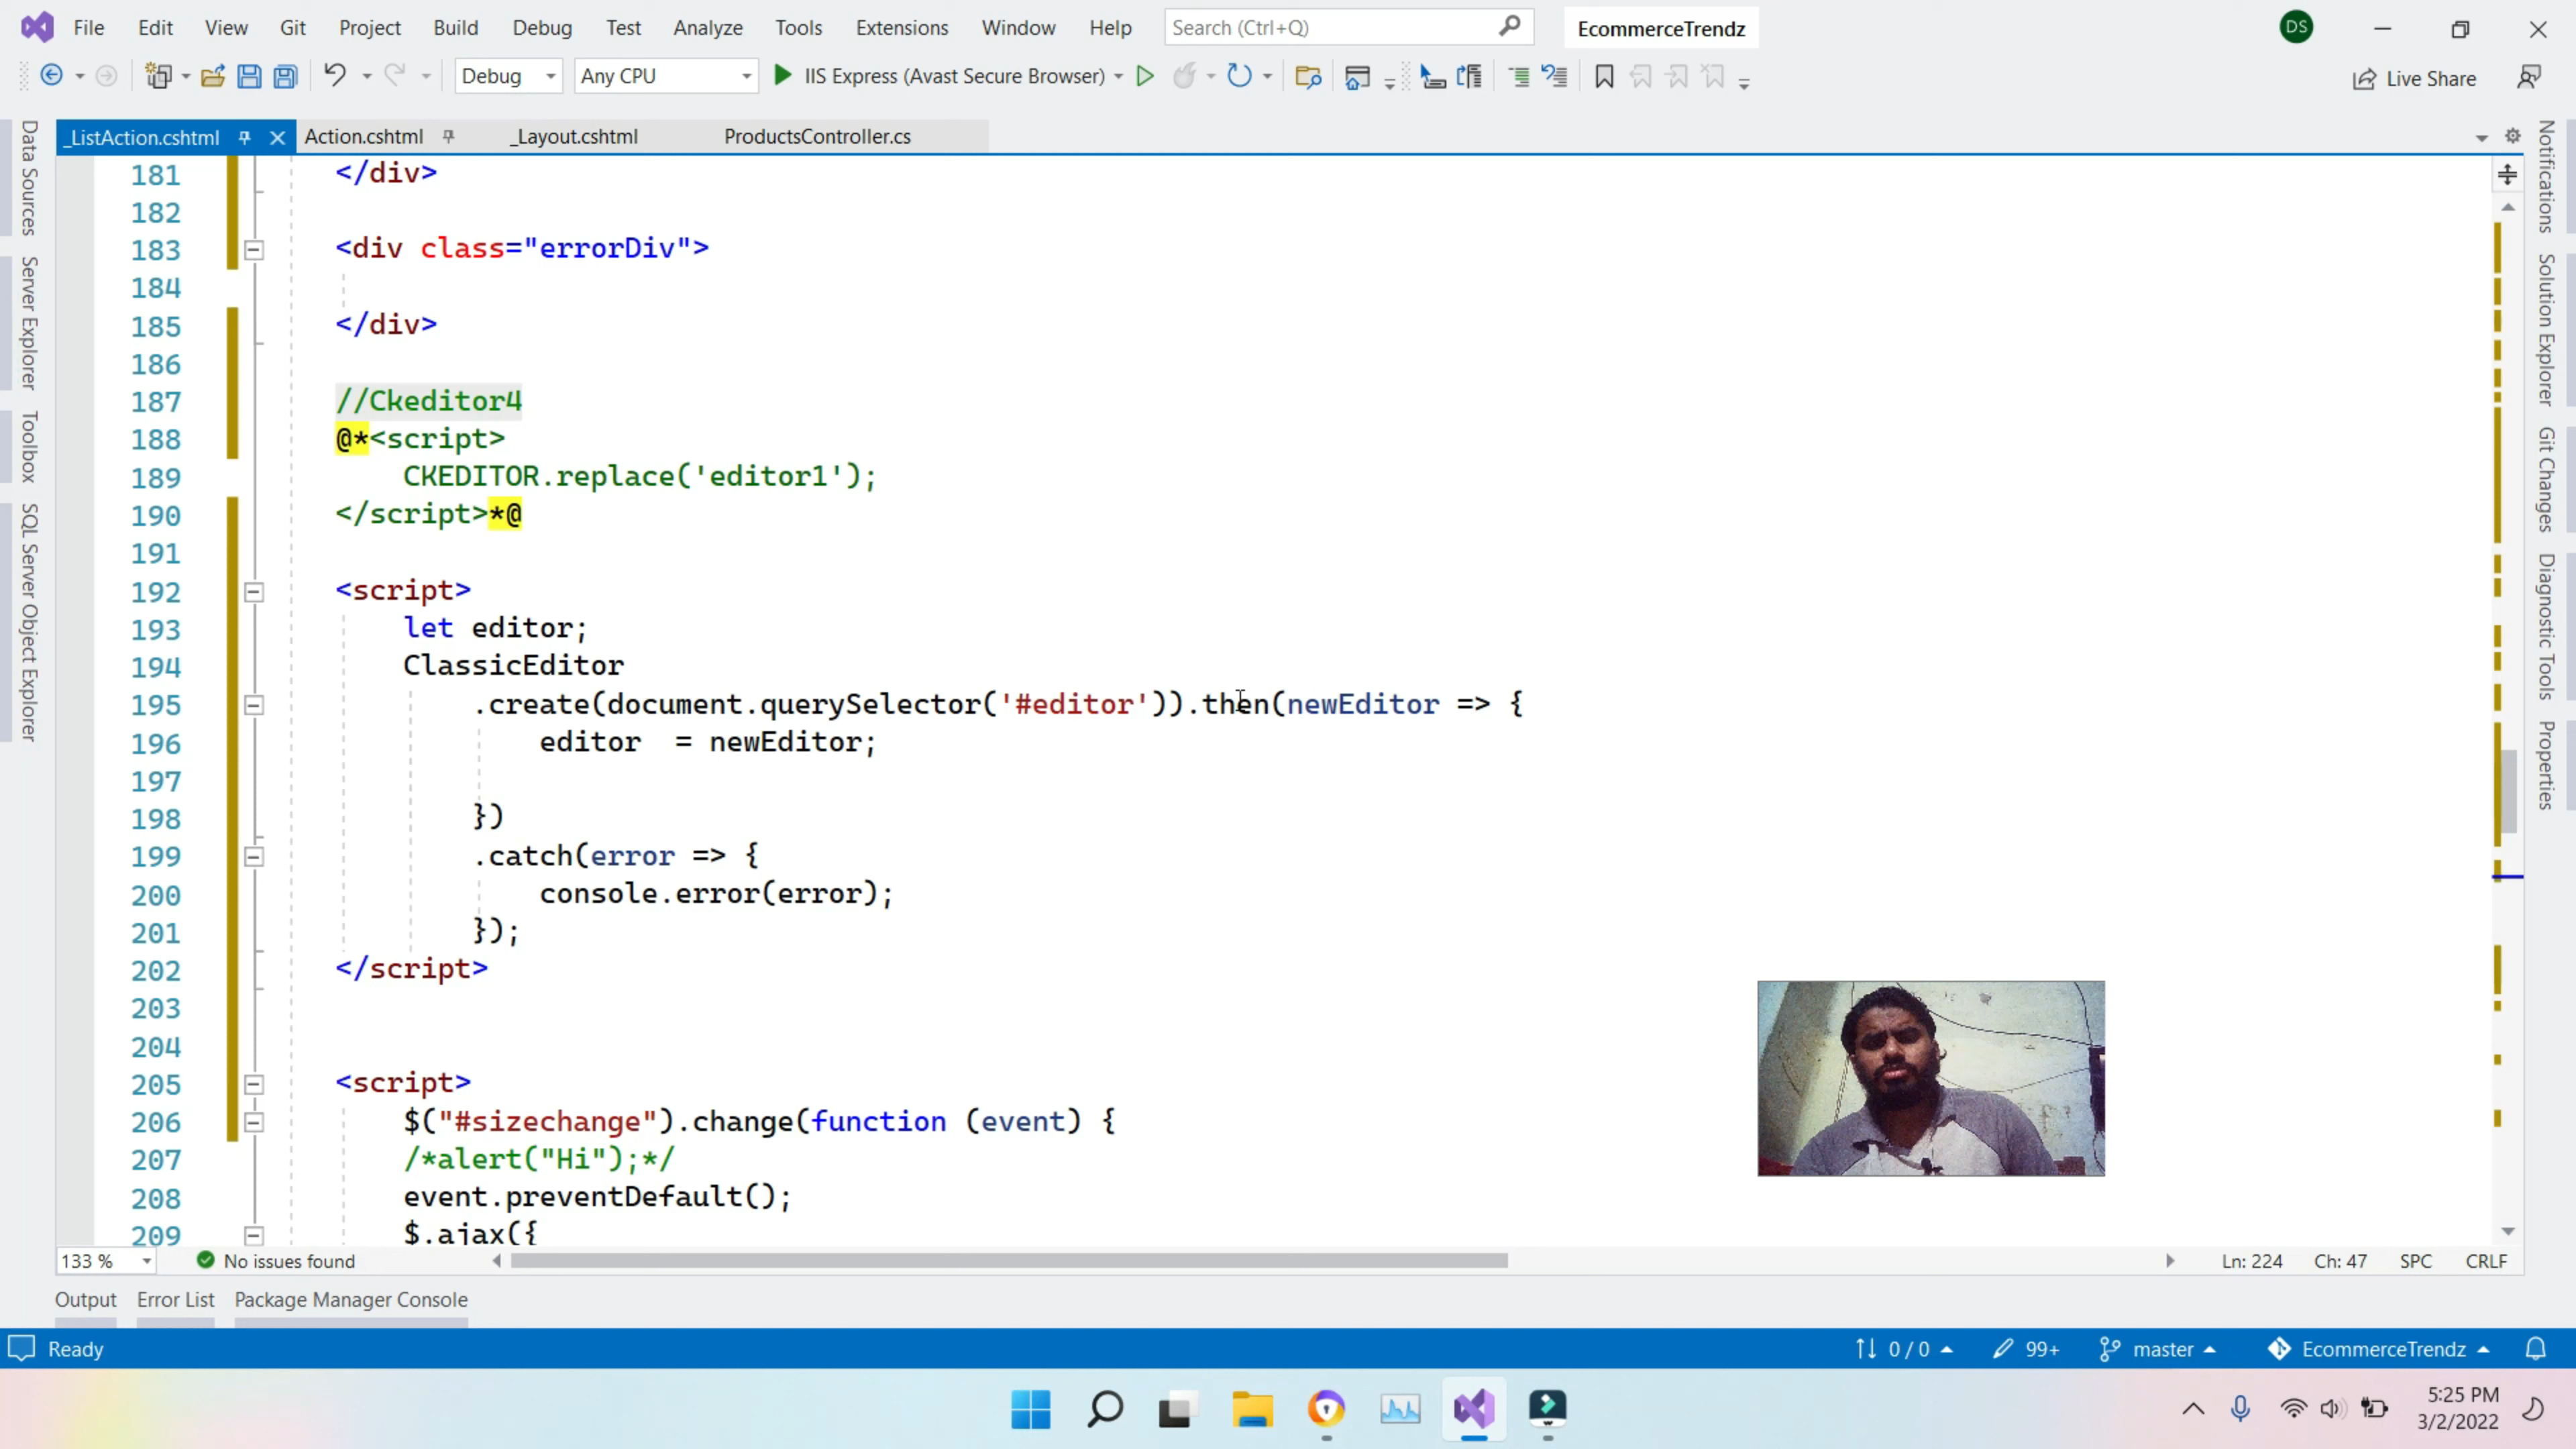 File Edit View Git Project Build Debug Test Analyze Tools Extensions Window Help Search (Ctrl+Q) EcommerceTrendz DS
Debug Any CPU IIS Express (Avast Secure Browser) Live Share
_ListAction.cshtml Action.cshtml _Layout.cshtml ProductsController.cs
Data Sources
Server Explorer
Toolbox
SQL Server Object Explorer
181 </div>
182
183 <div class="errorDiv">
184
185 </div>
186
187 //Ckeditor4
188 @*<script>
189 CKEDITOR.replace('editor1');
190 </script>*@
191
192 <script>
193 let editor;
194 ClassicEditor
195 .create(document.querySelector('#editor')).then(newEditor => {
196 editor  = newEditor;
197
198 })
199 .catch(error => {
200 console.error(error);
201 });
202 </script>
203
204
205 <script>
206 $("#sizechange").change(function (event) {
207 /*alert("Hi");*/
208 event.preventDefault();
209 $.ajax({
Notifications
Solution Explorer
Git Changes
Diagnostic Tools
Properties
133 % No issues found Ln: 224 Ch: 47 SPC CRLF
Output Error List Package Manager Console
Ready 0 / 0 99+ master EcommerceTrendz
5:25 PM
3/2/2022